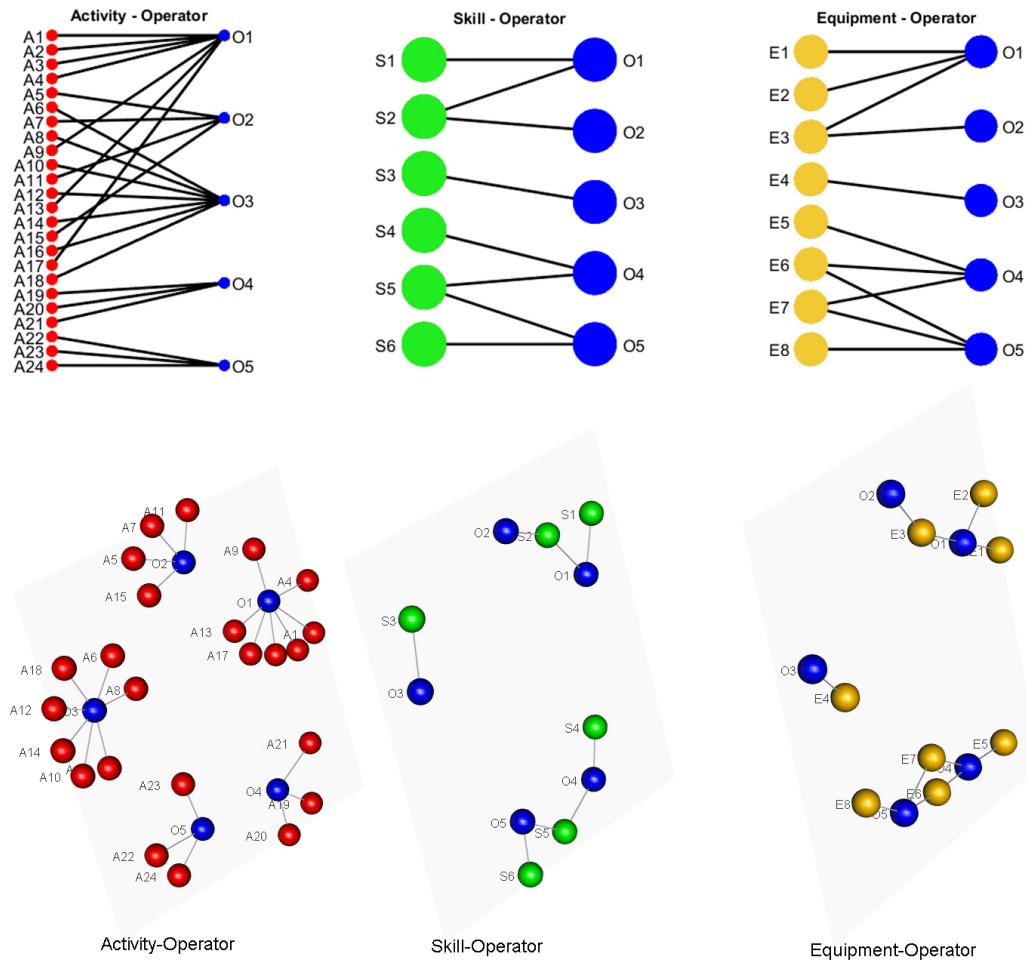 Activity - Operator
A1
A2
A3
A4
A5
A6
A7
A8
A9
A10
A11
A12
A13
A14
A15
A16
A17
A18
A19
A20
A21
A22
A23
A24
O1
O2
O3
O4
O5
Skill - Operator
S1
S2
S3
S4
S5
S6
O1
O2
O3
O4
O5
Equipment - Operator
E1
E2
E3
E4
E5
E6
E7
E8
O1
O2
O3
O4
O5
A11
A7
A5
O2
A15
A9
A4
O1
A13
A1
A17
A6
A18
A8
A12
O3
A14
A10
A21
A23
O4
A19
O5
A20
A22
A24
Activity-Operator
S1
O2
S2
O1
S3
O3
S4
O4
O5
S5
S6
Skill-Operator
O2
E2
E3
O1
E1
O3
E4
E5
E7
O4
E6
E8
O5
Equipment-Operator